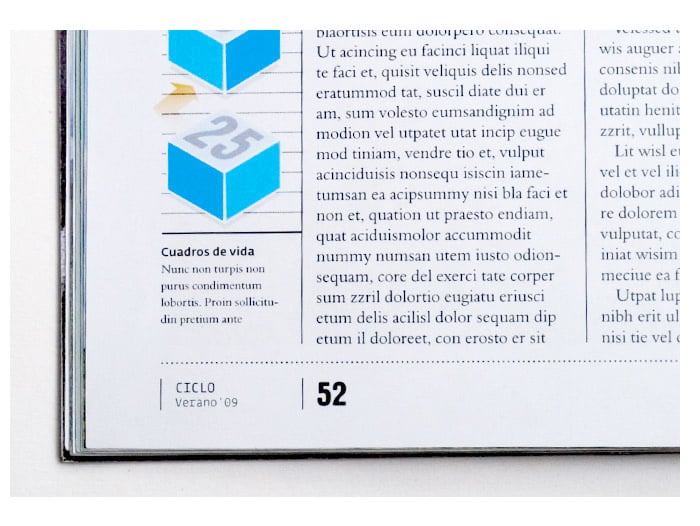 25
Cuadros de vida
Nunc non turpis non
purus condimentum
lobortis. Proin sollicitu-
din pretium ante
blaortisis eum dolorpero consequat.
Ut acincing eu facinci liquat iliqui
te faci et, quisit veliquis delis nonsed
eratummod tat, suscil diate dui er
am, sum volesto eumsandignim ad
modion vel utpatet utat incip eugue
mod tiniam, vendre tio et, vulput
acinciduisis nonsequ isiscin iame-
tumsan ea acipsummy nisi bla faci et
non et, quation ut praesto endiam,
quat aciduismolor accummodit
nummy numsan utem iusto odion-
sequam, core del exerci tate corper
sum zzril dolortio eugiatu eriusci
etum delis acilisl dolor sequam dip
etum il doloreet, con erosto er sit
wis auguer
consenis nil
doluptat do
utatin henit
zzrit, vullup
Lit wisl eu
vel et vel ili
dolobor adi
re dolorem
vulputat, co
iniat wisim
meciue ea f
Utpat lup
nibh erit ul
nisi tie vel
CICLO
Verano'09
52